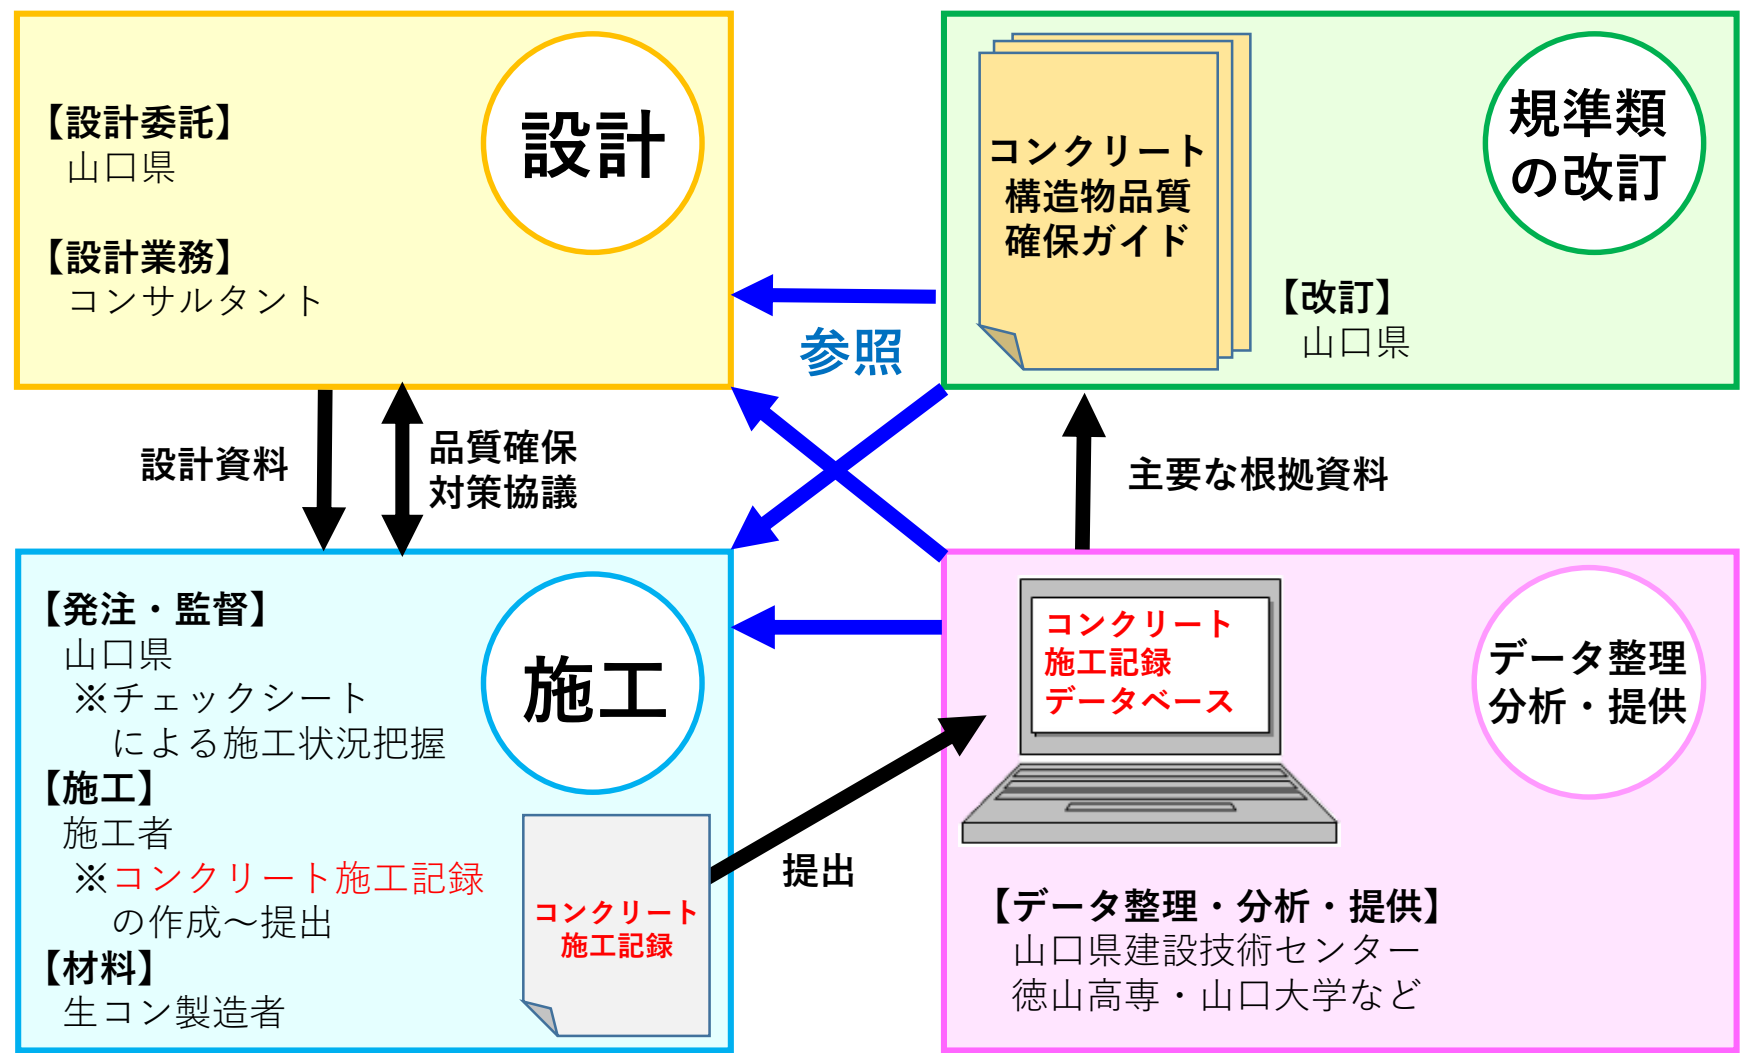 【設計委託】
山口県
【設計業務】
コンサルタント
設計
コンクリート
構造物品質
確保ガイド
規準類
の改訂
【改訂】
山口県
参照
設計資料
品質確保
対策協議
主要な根拠資料
【発注・監督】
山口県
※チェックシート
による施工状況把握
【施工】
施工者
※コンクリート施工記録
の作成～提出
【材料】
生コン製造者
施工
コンクリート
施工記録
提出
コンクリート
施工記録
データベース
データ整理
分析・提供
【データ整理・分析・提供】
山口県建設技術センター
徳山高専・山口大学など